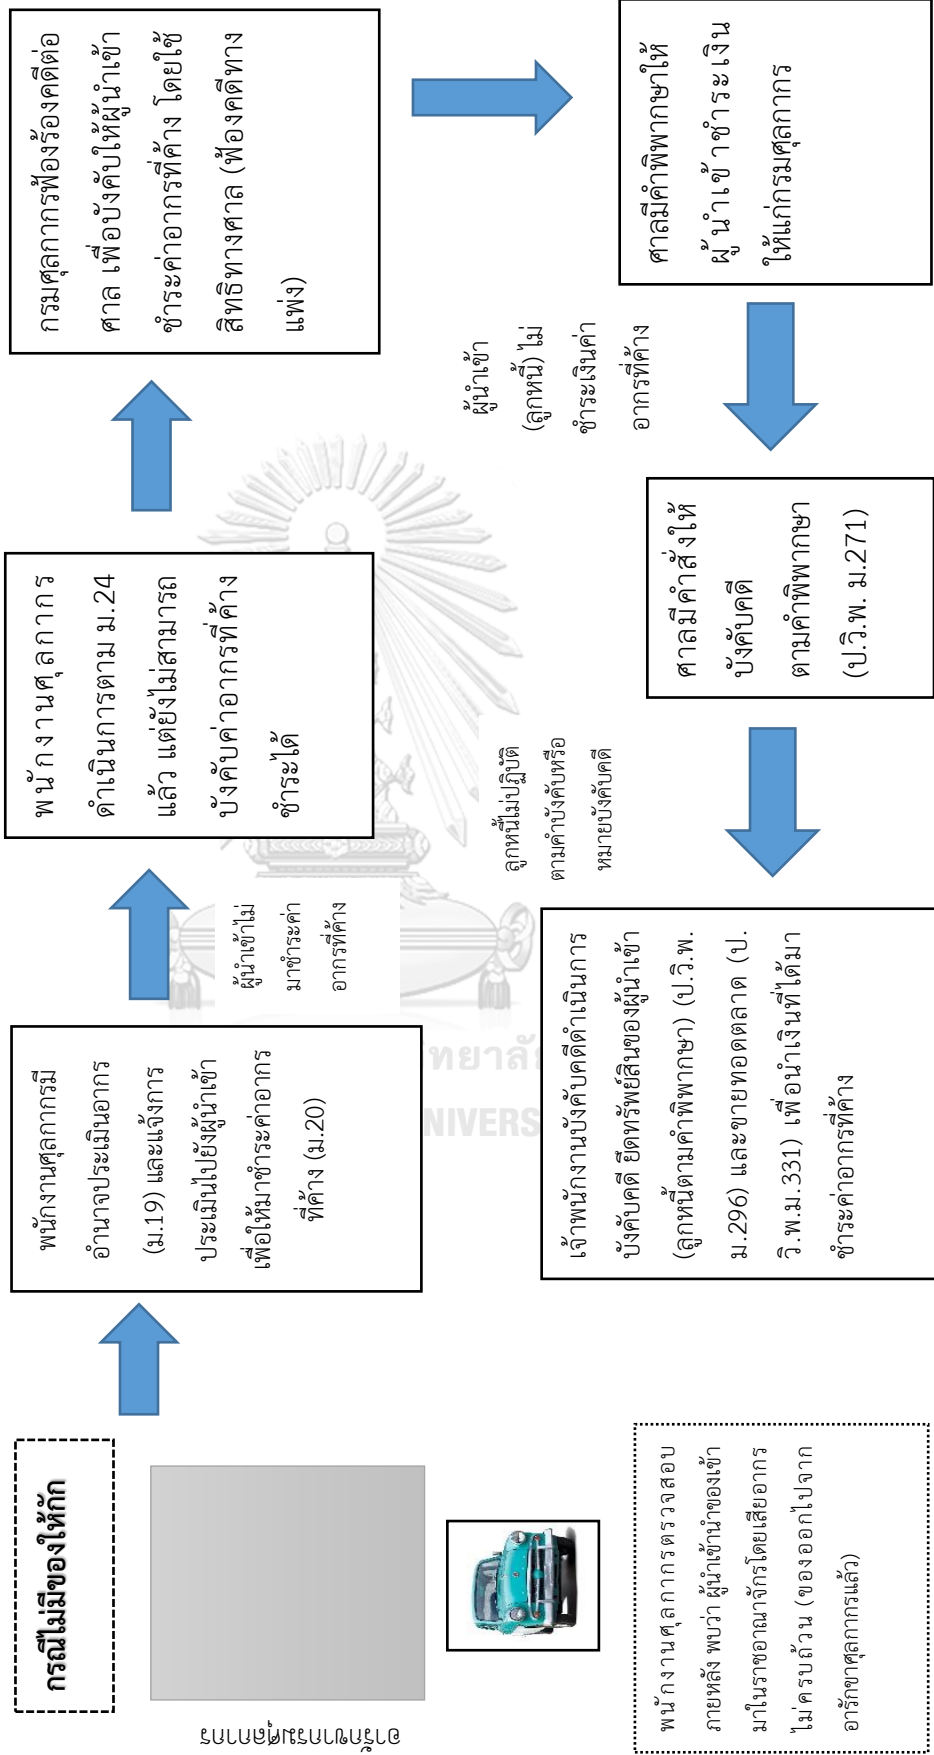 กรณีไม่มีของให้กัก
อารักขากรมศุลกากร
พนักงานศุลกากรตรวจสอบ
ภายหลัง พบว่า ผู้นำเข้านำของเข้า
มาในราชอาณาจักรโดยเสียอากร
ไม่ครบถ้วน (ของออกไปจาก
อารักขาศุลกากรแล้ว)
พนักงานศุลกากรมี
อำนาจประเมินอากร
(ม.19) และแจ้งการ
ประเมินไปยังผู้นำเข้า
เพื่อให้มาชำระค่าอากร
ที่ค้าง (ม.20)
ผู้นำเข้าไม่
มาชำระค่า
อากรที่ค้าง
พนักงานศุลกากร
ดำเนินการตาม ม.24
แล้ว แต่ยังไม่สามารถ
บังคับค่าอากรที่ค้าง
ชำระได้
กรมศุลกากรฟ้องร้องคดีต่อ
ศาล เพื่อบังคับให้ผู้นำเข้า
ชำระค่าอากรที่ค้าง โดยใช้
สิทธิทางศาล (ฟ้องคดีทาง
แพ่ง)
ศาลมีคำพิพากษาให้
ผู้นำเข้าชำระเงิน
ให้แก่กรมศุลกากร
ผู้นำเข้า
(ลูกหนี้) ไม่
ชำระเงินค่า
อากรที่ค้าง
ศาลมีคำสั่งให้
บังคับคดี
ตามคำพิพากษา
(ป.วิ.พ. ม.271)
ลูกหนี้ไม่ปฏิบัติ
ตามคำบังคับหรือ
หมายบังคับคดี
เจ้าพนักงานบังคับคดีดำเนินการ
บังคับคดี ยึดทรัพย์สินของผู้นำเข้า
(ลูกหนี้ตามคำพิพากษา) (ป.วิ.พ.
ม.296) และขายทอดตลาด (ป.
วิ.พ.ม.331) เพื่อนำเงินที่ได้มา
ชำระค่าอากรที่ค้าง
ทยาลั
NIVERS